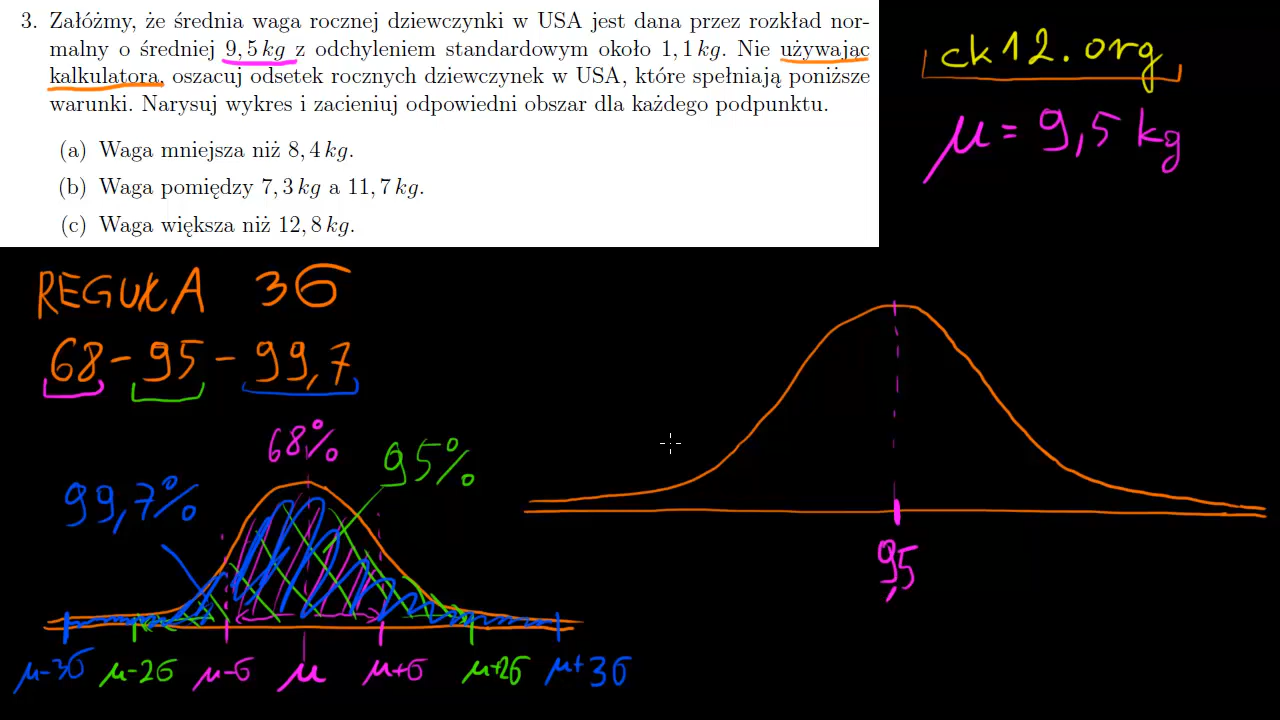 3. Załóżmy, że średnia waga rocznej dziewczynki w USA jest dana przez rozkład nor-
malny o średniej 9,5 kg z odchyleniem standardowym około 1,1 kg. Nie używając
kalkulatora, oszacuj odsetek rocznych dziewczynek w USA, które spełniają poniższe
warunki. Narysuj wykres i zacieniuj odpowiedni obszar dla każdego podpunktu.
(a) Waga mniejsza niż 8,4 kg.
(b) Waga pomiędzy 7,3 kg a 11,7 kg.
(c) Waga większa niż 12,8 kg.
ck12.org
μ = 9,5 kg
REGUŁA 3σ
68 - 95 - 99,7
68%
95%
99,7%
μ-3σ μ-2σ μ-σ μ μ+σ μ+2σ μ+3σ
9,5